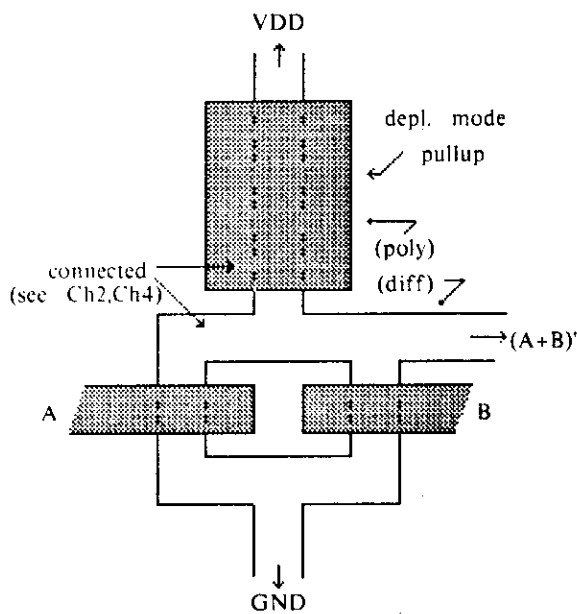 VDD
depl. mode
pullup
(poly)
(diff)
connected
(see Ch2,Ch4)
(A+B)'
A
B
GND